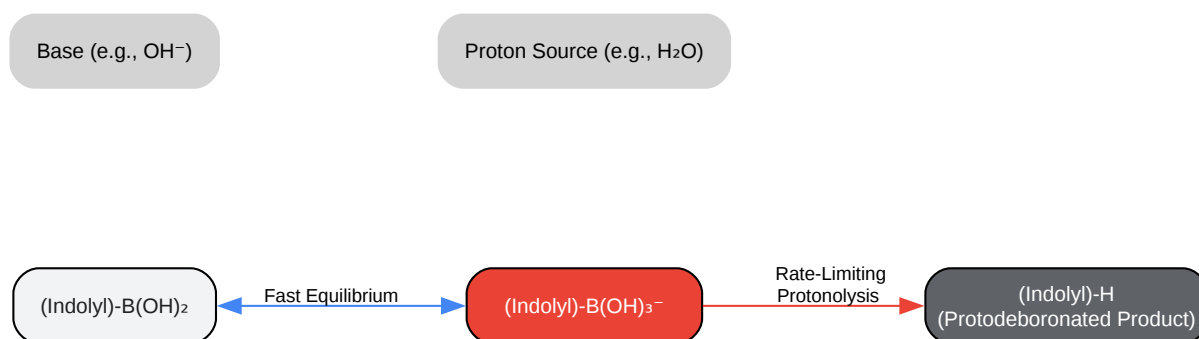 Base (e.g., OH⁻)
Proton Source (e.g., H₂O)
(Indolyl)-B(OH)₂
Fast Equilibrium
(Indolyl)-B(OH)₃⁻
Rate-Limiting
Protonolysis
(Indolyl)-H
(Protodeboronated Product)